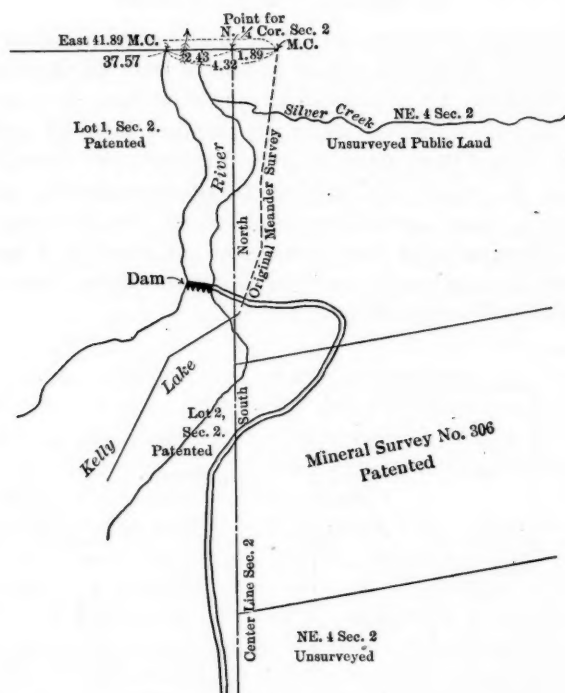 Point for
N. ¼ Cor. Sec. 2
East 41.89 M.C.
M.C.
37.57
2.43
1.89
4.32
Silver Creek
NE. 4 Sec. 2
Unsurveyed Public Land
Lot 1, Sec. 2.
Patented
River
North
Original Meander Survey
Dam
Kelly Lake
Lot 2,
Sec. 2.
Patented
South
Mineral Survey No. 306
Patented
Center Line Sec. 2
NE. 4 Sec. 2
Unsurveyed